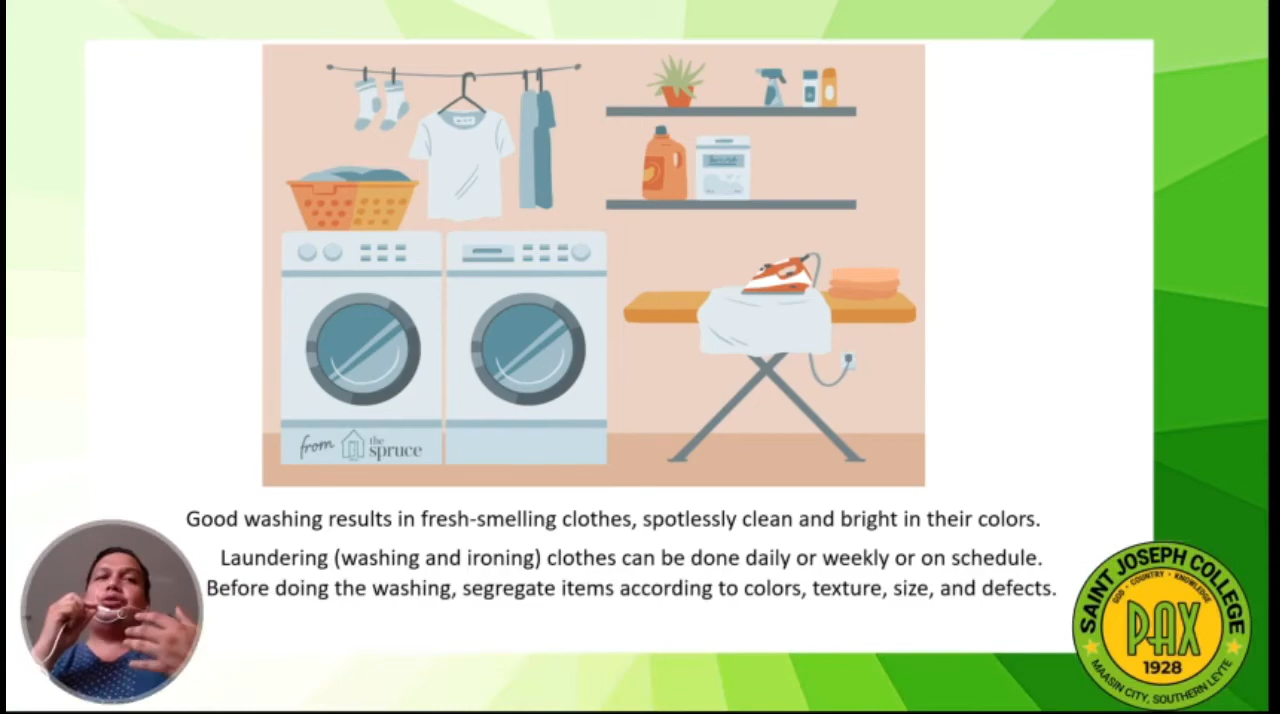 from the spruce
Good washing results in fresh-smelling clothes, spotlessly clean and bright in their colors.
Laundering (washing and ironing) clothes can be done daily or weekly or on schedule.
Before doing the washing, segregate items according to colors, texture, size, and defects.
SAINT JOSEPH COLLEGE
GOD • COUNTRY • KNOWLEDGE
PAX
1928
MAASIN CITY, SOUTHERN LEYTE